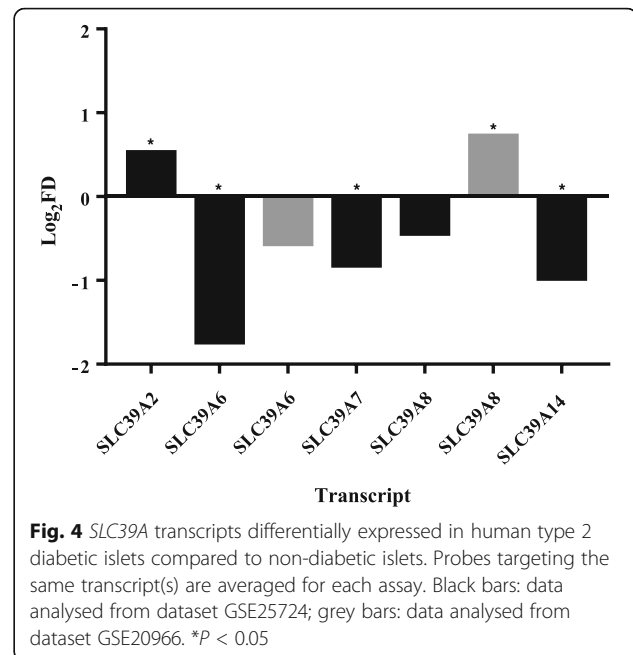 2
1
0
-1
-2
Log2FD
*
*
*
*
*
SLC39A2
SLC39A6
SLC39A6
SLC39A7
SLC39A8
SLC39A8
SLC39A14
Transcript
Fig. 4 SLC39A transcripts differentially expressed in human type 2
diabetic islets compared to non-diabetic islets. Probes targeting the
same transcript(s) are averaged for each assay. Black bars: data
analysed from dataset GSE25724; grey bars: data analysed from
dataset GSE20966. *P < 0.05